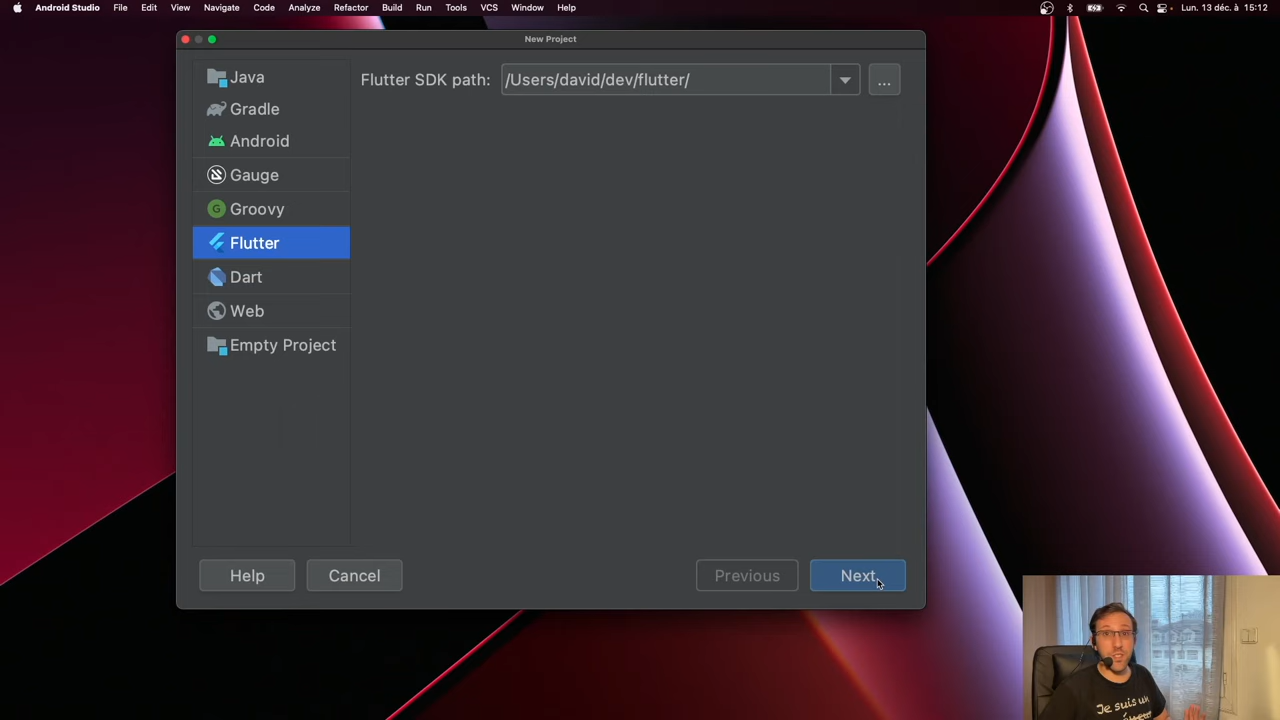 Android Studio File Edit View Navigate Code Analyze Refactor Build Run Tools VCS Window Help Lun. 13 déc. à 15:12
New Project
Java
Flutter SDK path: /Users/david/dev/flutter/ ...
Gradle
Android
Gauge
G Groovy
Flutter
Dart
Web
Empty Project
Help Cancel Previous Next
Je suis un